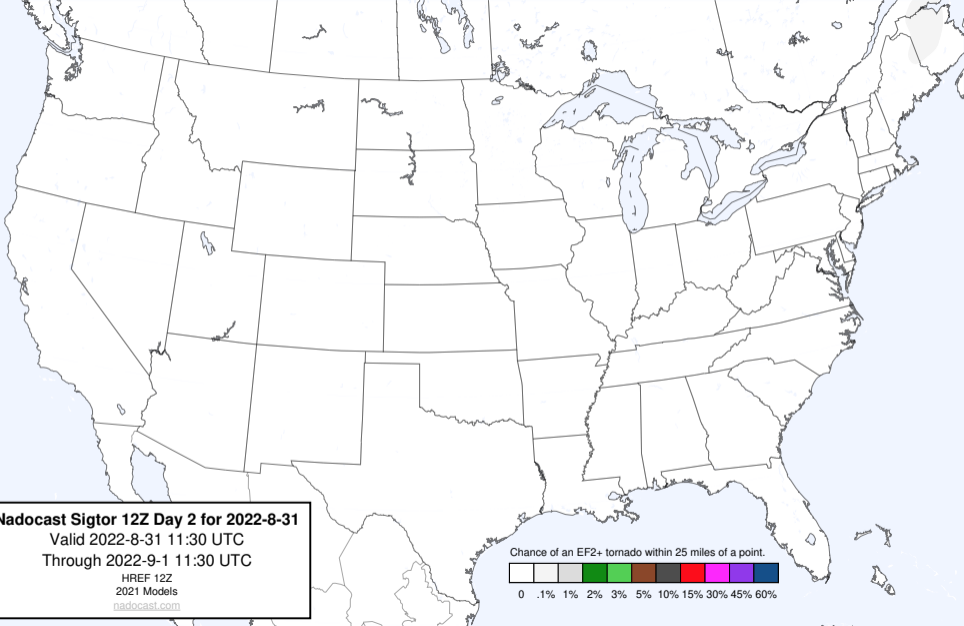 Nadocast Sigtor 12Z Day 2 for 2022-8-31
Valid 2022-8-31 11:30 UTC
Through 2022-9-1 11:30 UTC
HREF 12Z
2021 Models
nadocast.com
Chance of an EF2+ tornado within 25 miles of a point.
0 .1% 1% 2% 3% 5% 10% 15% 30% 45% 60%